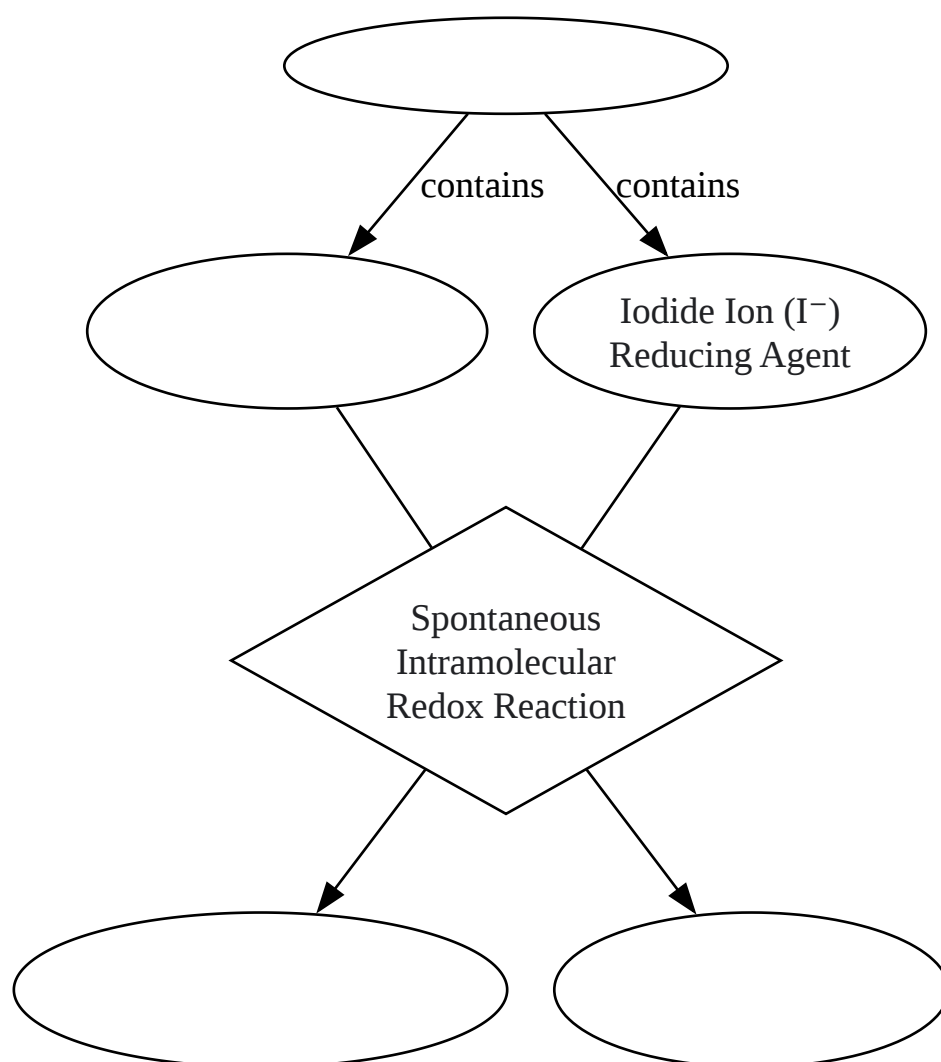 contains
contains
Iodide Ion (I⁻)
Reducing Agent
Spontaneous
Intramolecular
Redox Reaction